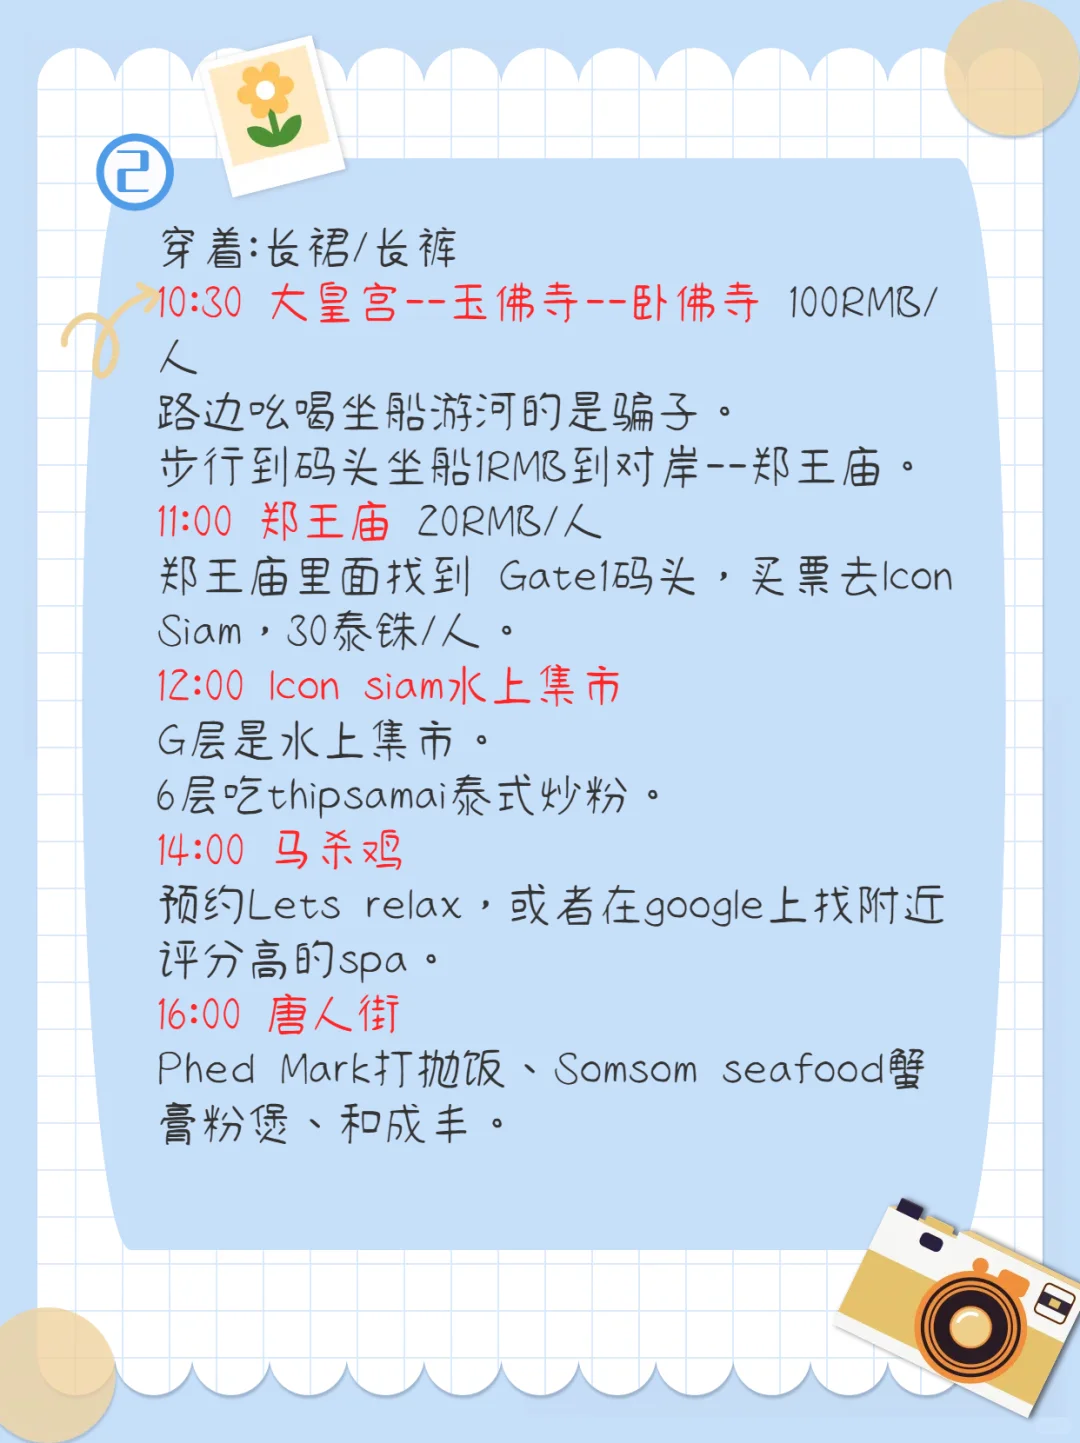 2
穿着:长裙/长裤
10:30 大皇宫--玉佛寺--卧佛寺 100RMB/
人
路边吆喝坐船游河的是骗子。
步行到码头坐船1RMB到对岸--郑王庙。
11:00 郑王庙 20RMB/人
郑王庙里面找到 Gate1码头，买票去Icon
Siam，30泰铢/人。
12:00 Icon siam水上集市
G层是水上集市。
6层吃thipsamai泰式炒粉。
14:00 马杀鸡
预约Lets relax，或者在google上找附近
评分高的spa。
16:00 唐人街
Phed Mark打抛饭、Somsom seafood蟹
膏粉煲、和成丰。